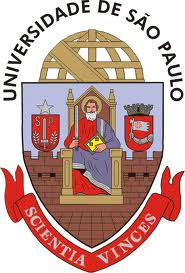 UNIVERSIDADE DE SÃO PAULO
S P
SCIENTIA VINCES